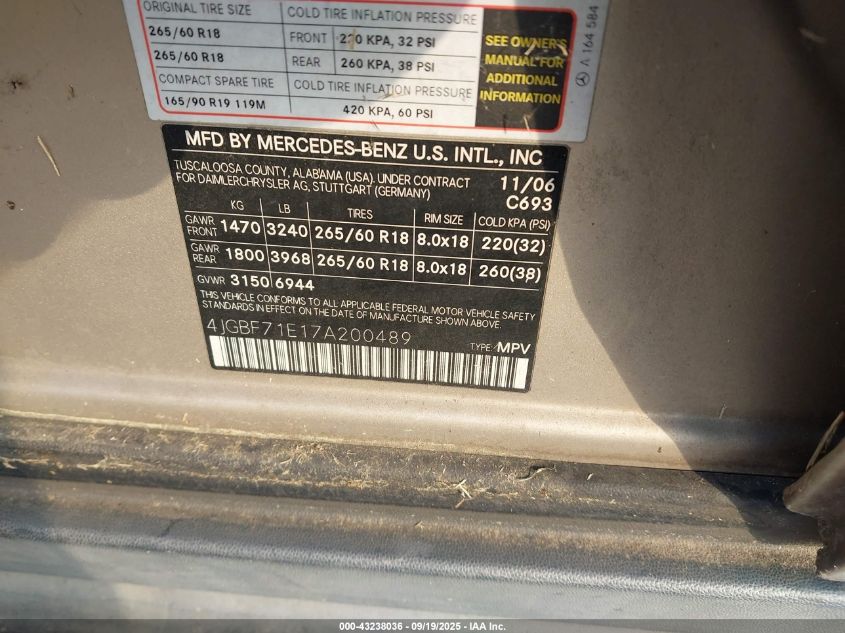 ORIGINAL TIRE SIZE COLD TIRE INFLATION PRESSURE
265/60 R18 FRONT 220 KPA, 32 PSI
265/60 R18 REAR 260 KPA, 38 PSI
COMPACT SPARE TIRE COLD TIRE INFLATION PRESSURE
165/90 R19 119M 420 KPA, 60 PSI
SEE OWNER'S
MANUAL FOR
ADDITIONAL
INFORMATION
A 164 584
MFD BY MERCEDES-BENZ U.S. INTL., INC
TUSCALOOSA COUNTY, ALABAMA (USA). UNDER CONTRACT
FOR DAIMLERCHRYSLER AG, STUTTGART (GERMANY)
11/06
C693
KG LB TIRES RIM SIZE COLD KPA (PSI)
GAWR FRONT 1470 3240 265/60 R18 8.0x18 220(32)
GAWR REAR 1800 3968 265/60 R18 8.0x18 260(38)
GVWR 3150 6944
THIS VEHICLE CONFORMS TO ALL APPLICABLE FEDERAL MOTOR VEHICLE SAFETY
STANDARDS IN EFFECT ON THE DATE OF MANUFACTURE SHOWN ABOVE.
4JGBF71E17A200489 TYPE: MPV
000-43238036 - 09/19/2025 - IAA Inc.